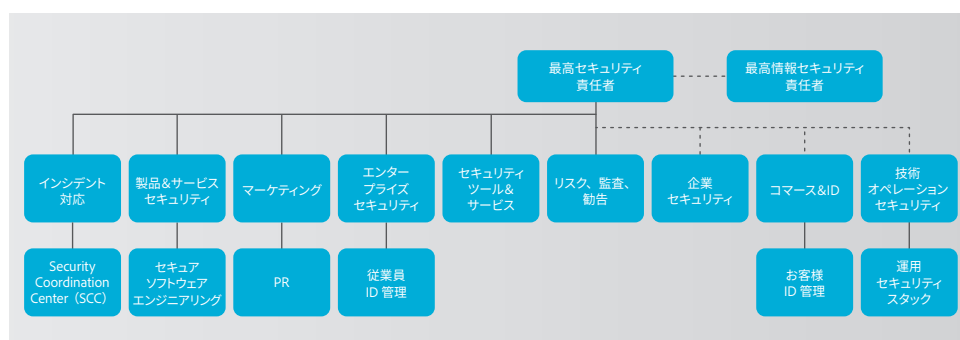 最高セキュリティ
責任者
最高情報セキュリティ
責任者
インシデント
対応
製品&サービス
セキュリティ
マーケティング
エンター
プライズ
セキュリティ
セキュリティ
ツール&
サービス
リスク、監査、
勧告
企業
セキュリティ
コマース&ID
技術
オペレーション
セキュリティ
Security
Coordination
Center（SCC）
セキュア
ソフトウェア
エンジニアリング
PR
従業員
ID 管理
お客様
ID 管理
運用
セキュリティ
スタック